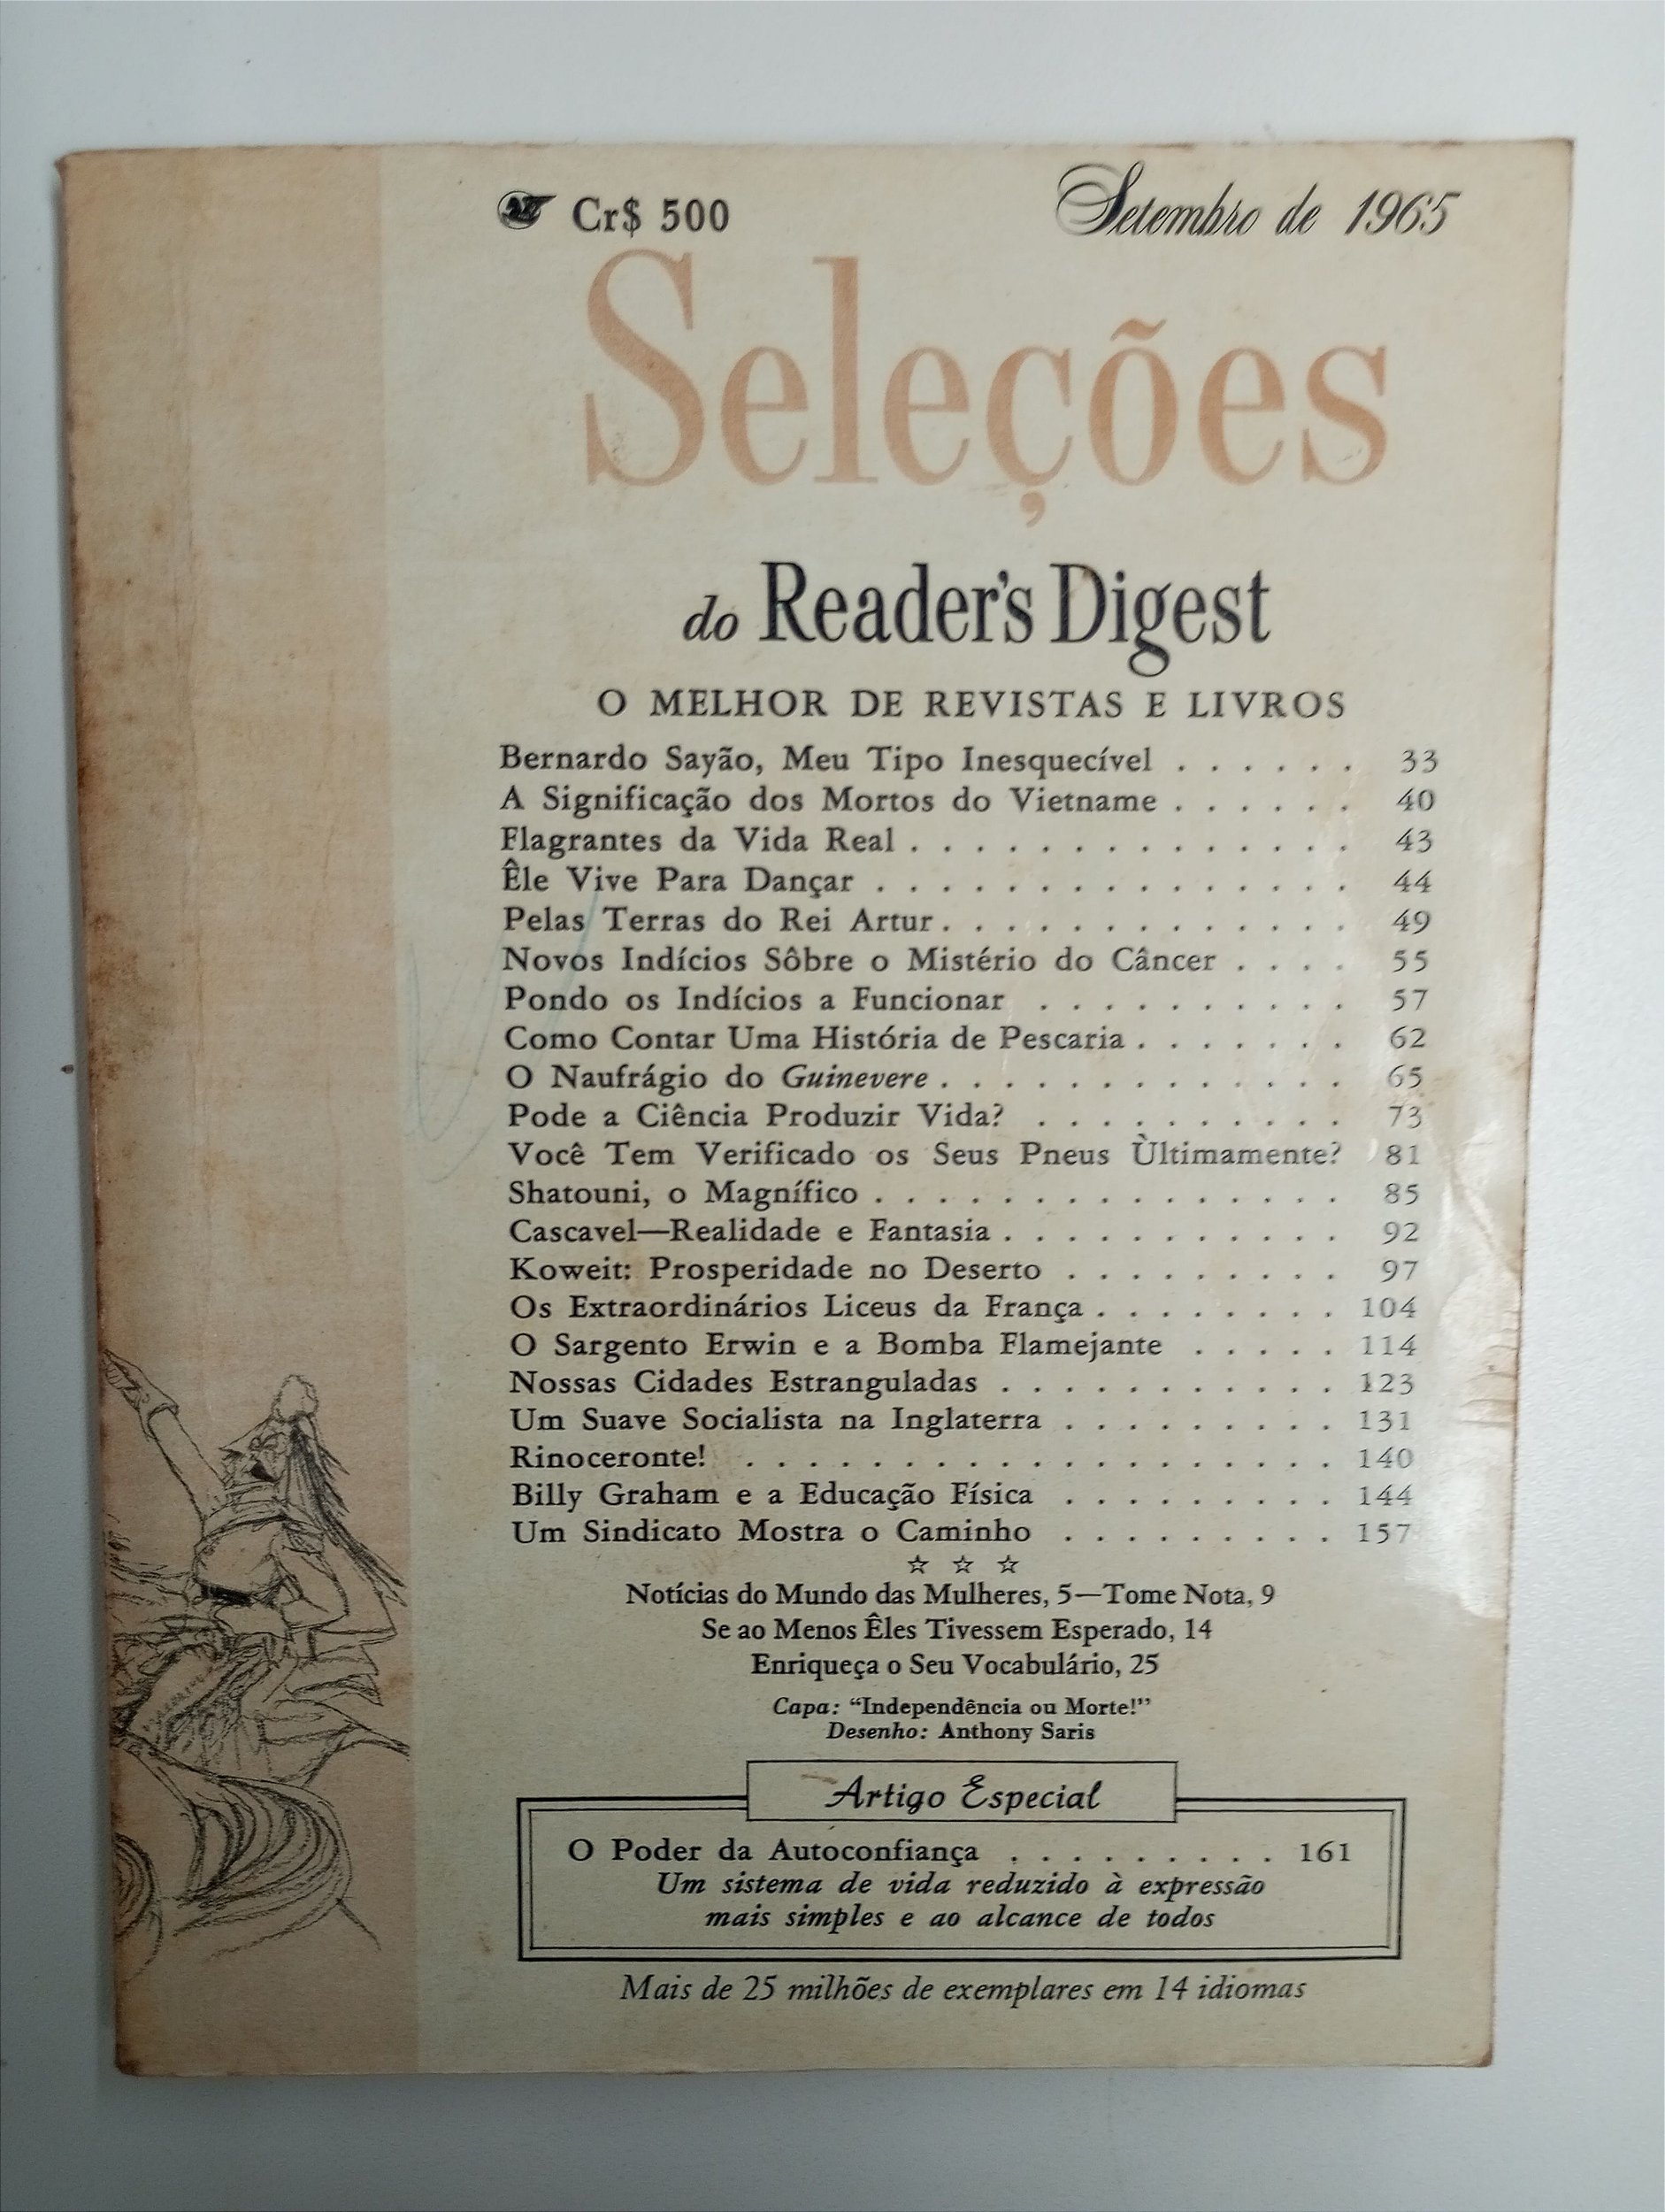 Cr$ 500 Setembro de 1965
Seleções
do Reader's Digest
O MELHOR DE REVISTAS E LIVROS
Bernardo Sayão, Meu Tipo Inesquecível . . . . . . 33
A Significação dos Mortos do Vietname . . . . . . 40
Flagrantes da Vida Real . . . . . . . . . . . . . . 43
Êle Vive Para Dançar . . . . . . . . . . . . . . . 44
Pelas Terras do Rei Artur . . . . . . . . . . . . . 49
Novos Indícios Sôbre o Mistério do Câncer . . . . 55
Pondo os Indícios a Funcionar . . . . . . . . . . 57
Como Contar Uma História de Pescaria . . . . . . . 62
O Naufrágio do Guinevere . . . . . . . . . . . . . 65
Pode a Ciência Produzir Vida? . . . . . . . . . . 73
Você Tem Verificado os Seus Pneus Ùltimamente? 81
Shatouni, o Magnífico . . . . . . . . . . . . . . . 85
Cascavel—Realidade e Fantasia . . . . . . . . . . . 92
Koweit: Prosperidade no Deserto . . . . . . . . . 97
Os Extraordinários Liceus da França . . . . . . . . 104
O Sargento Erwin e a Bomba Flamejante . . . . . 114
Nossas Cidades Estranguladas . . . . . . . . . . . 123
Um Suave Socialista na Inglaterra . . . . . . . . . 131
Rinoceronte! . . . . . . . . . . . . . . . . . . . 140
Billy Graham e a Educação Física . . . . . . . . . 144
Um Sindicato Mostra o Caminho . . . . . . . . . 157
☆ ☆ ☆
Notícias do Mundo das Mulheres, 5—Tome Nota, 9
Se ao Menos Êles Tivessem Esperado, 14
Enriqueça o Seu Vocabulário, 25
Capa: “Independência ou Morte!”
Desenho: Anthony Saris
Artigo Especial
O Poder da Autoconfiança . . . . . . . . . 161
Um sistema de vida reduzido à expressão
mais simples e ao alcance de todos
Mais de 25 milhões de exemplares em 14 idiomas